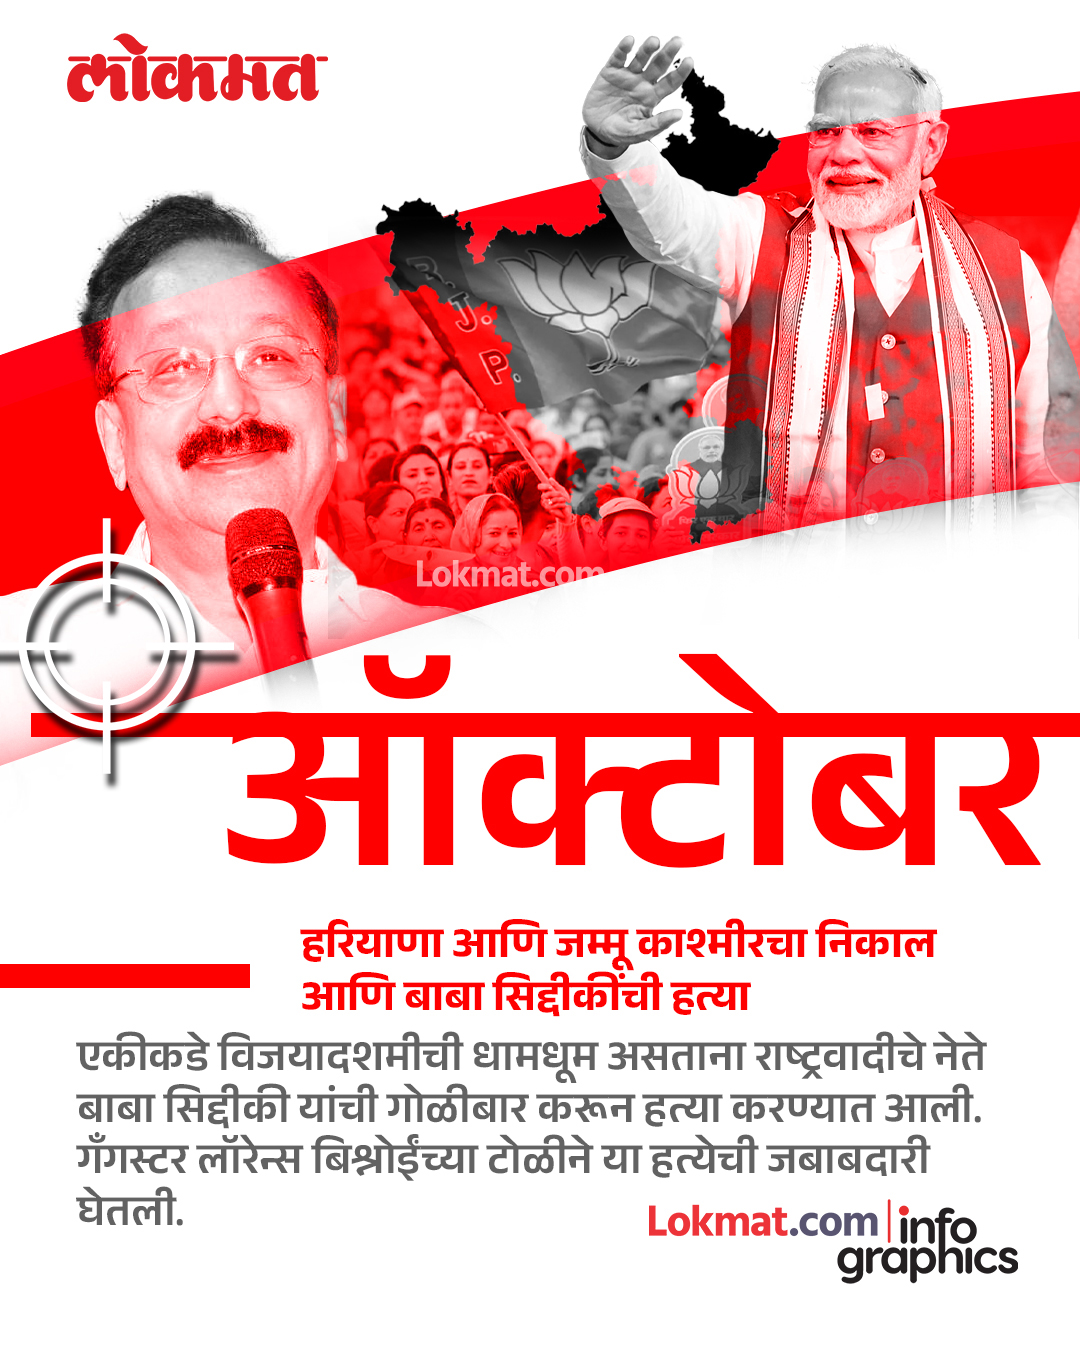 लोकमत
B.
J.
P.
Lokmat.com
ऑक्टोबर
हरियाणा आणि जम्मू काश्मीरचा निकाल
आणि बाबा सिद्दीकींची हत्या
एकीकडे विजयादशमीची धामधूम असताना राष्ट्रवादीचे नेते
बाबा सिद्दीकी यांची गोळीबार करून हत्या करण्यात आली.
गँगस्टर लॉरेन्स बिश्नोईंच्या टोळीने या हत्येची जबाबदारी
घेतली.
Lokmat.com
info
graphics